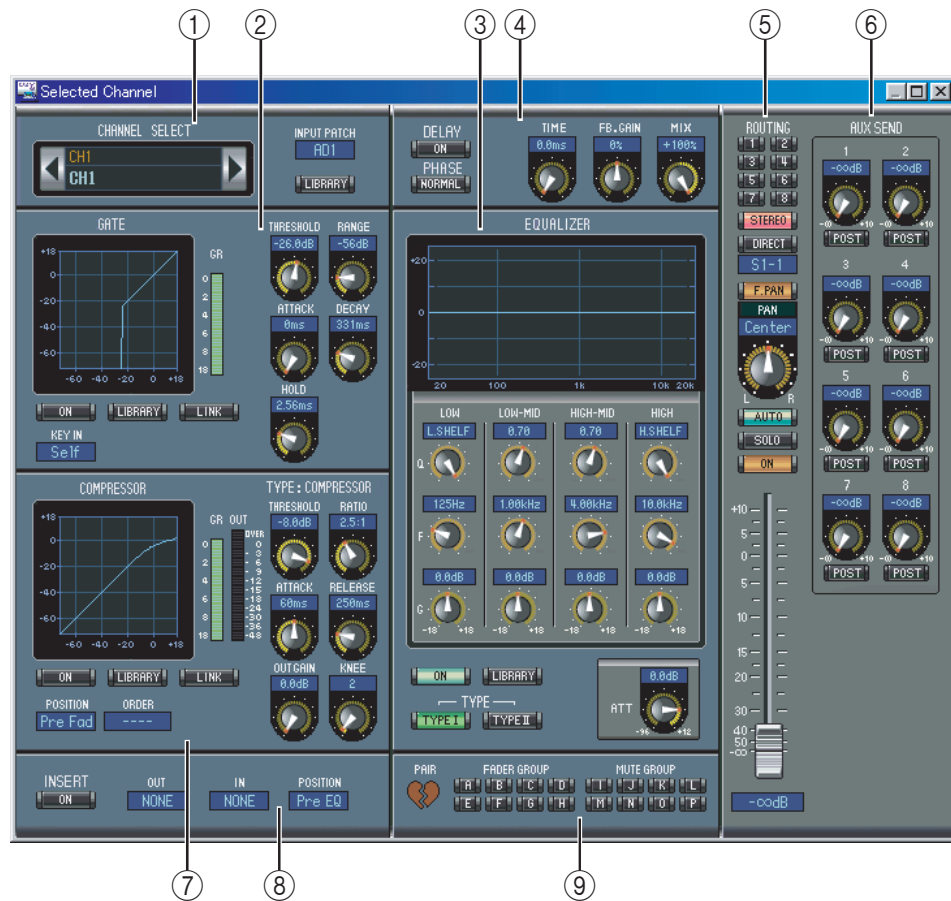 ① ② ③ ④ ⑤ ⑥
Selected Channel
CHANNEL SELECT
CH1
CH1
INPUT PATCH
AD1
LIBRARY
GATE
+18
0
-20
-40
-60
-60 -40 -20 0 +18
GR
0
2
4
6
8
18
ON LIBRARY LINK
KEY IN
Self
THRESHOLD RANGE
-26.0dB -56dB
ATTACK DECAY
0ms 331ms
HOLD
2.56ms
COMPRESSOR
TYPE:COMPRESSOR
+18
0
-20
-40
-60
-60 -40 -20 0 +18
GR OUT
0
2
4
6
8
18
OVER
0
-3
-6
-9
-12
-15
-18
-24
-30
-36
-48
ON LIBRARY LINK
POSITION ORDER
Pre Fad ----
THRESHOLD RATIO
-8.0dB 2.5:1
ATTACK RELEASE
60ms 250ms
OUT GAIN KNEE
0.0dB 2
INSERT
ON
OUT
NONE
IN
NONE
POSITION
Pre EQ
DELAY
ON
PHASE
NORMAL
TIME FB.GAIN MIX
0.0ms 0% +100%
EQUALIZER
+20
0
-20
20 100 1k 10k 20k
LOW LOW-MID HIGH-MID HIGH
L.SHELF 0.70 0.70 H.SHELF
Q
125Hz 1.00kHz 4.00kHz 10.0kHz
F
0.0dB 0.0dB 0.0dB 0.0dB
G
-18 +18 -18 +18 -18 +18 -18 +18
ON LIBRARY
TYPE
TYPE I TYPE II
ATT
0.0dB
-96 +12
PAIR
FADER GROUP
A B C D
E F G H
MUTE GROUP
I J K L
M N O P
ROUTING
1 2
3 4
5 6
7 8
STEREO
DIRECT
S1-1
F.PAN
PAN
Center
L R
AUTO
SOLO
ON
+10
5
0
5
10
15
20
30
40
50
-∞
-∞dB
AUX SEND
1 2
-∞dB -∞dB
-∞ +10 -∞ +10
POST POST
3 4
-∞dB -∞dB
-∞ +10 -∞ +10
POST POST
5 6
-∞dB -∞dB
-∞ +10 -∞ +10
POST POST
7 8
-∞dB -∞dB
-∞ +10 -∞ +10
POST POST
⑦ ⑧ ⑨